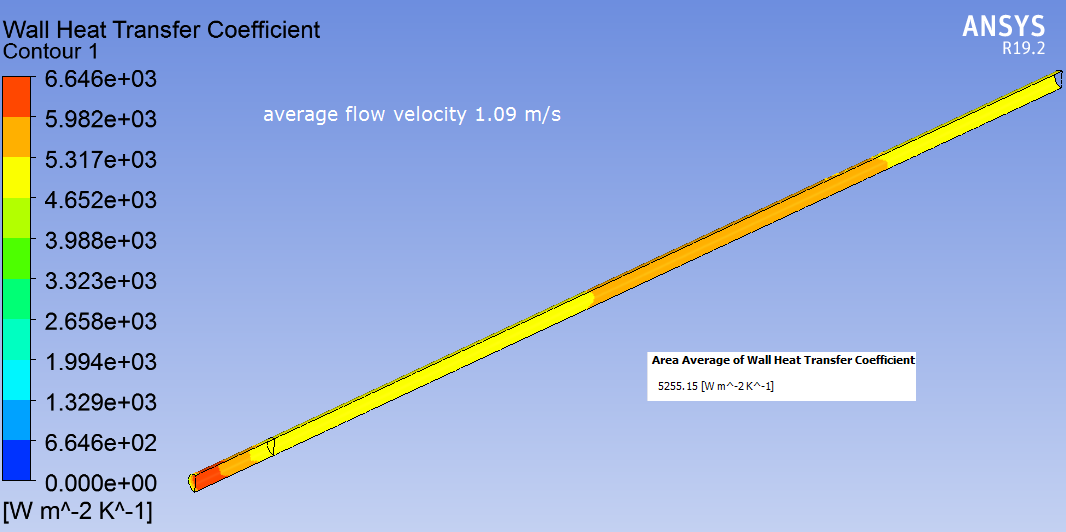 Wall Heat Transfer Coefficient
Contour 1
ANSYS
R19.2
6.646e+03
5.982e+03
5.317e+03
4.652e+03
3.988e+03
3.323e+03
2.658e+03
1.994e+03
1.329e+03
6.646e+02
0.000e+00
[W m^-2 K^-1]
average flow velocity 1.09 m/s
Area Average of Wall Heat Transfer Coefficient
5255.15 [W m^-2 K^-1]